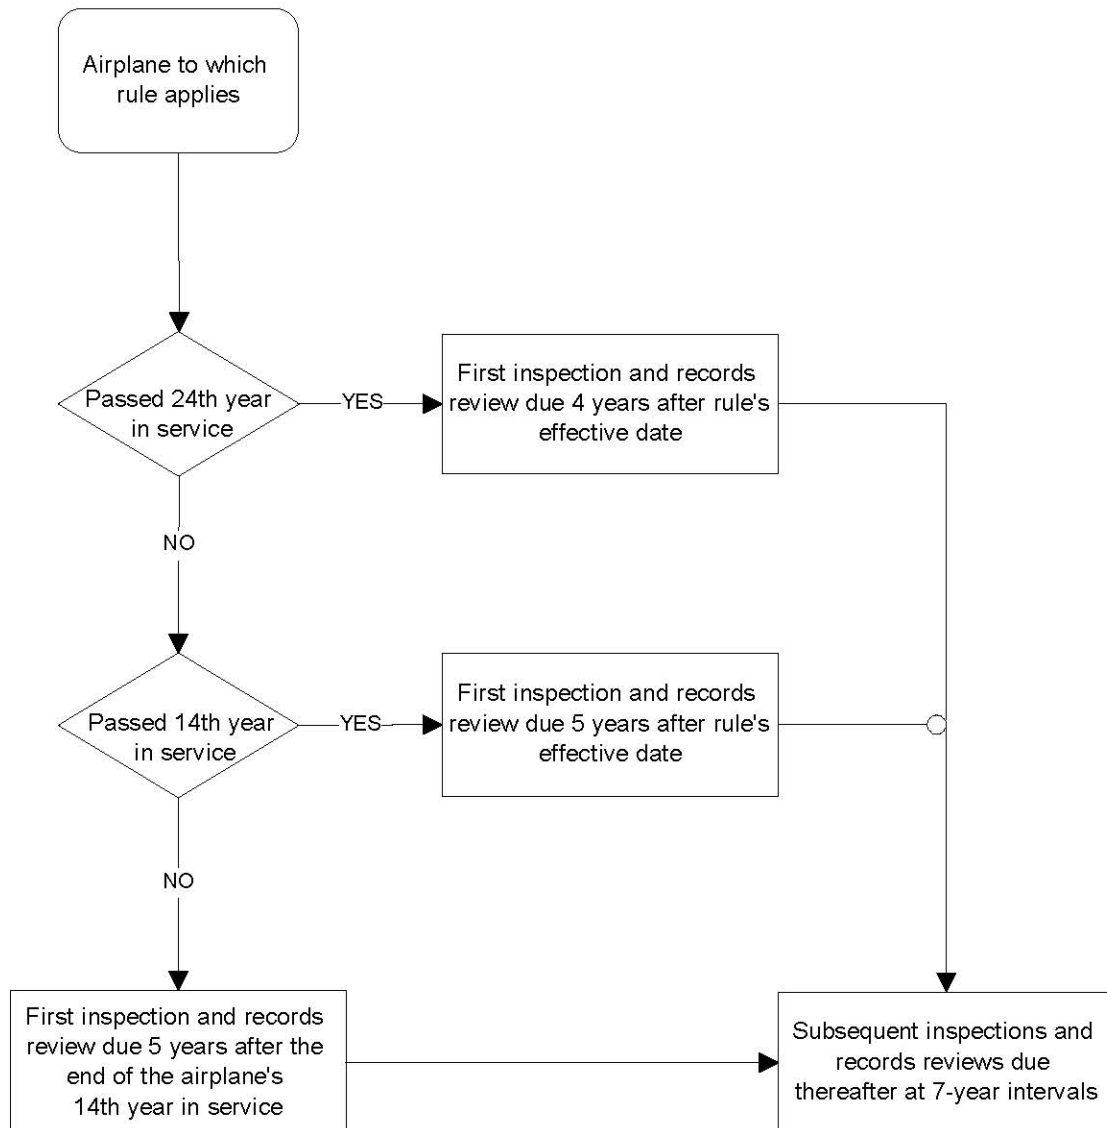 Airplane to which
rule applies
Passed 24th year
in service
YES
First inspection and records
review due 4 years after rule's
effective date
NO
Passed 14th year
in service
YES
First inspection and records
review due 5 years after rule's
effective date
NO
First inspection and records
review due 5 years after the
end of the airplane's
14th year in service
Subsequent inspections and
records reviews due
thereafter at 7-year intervals